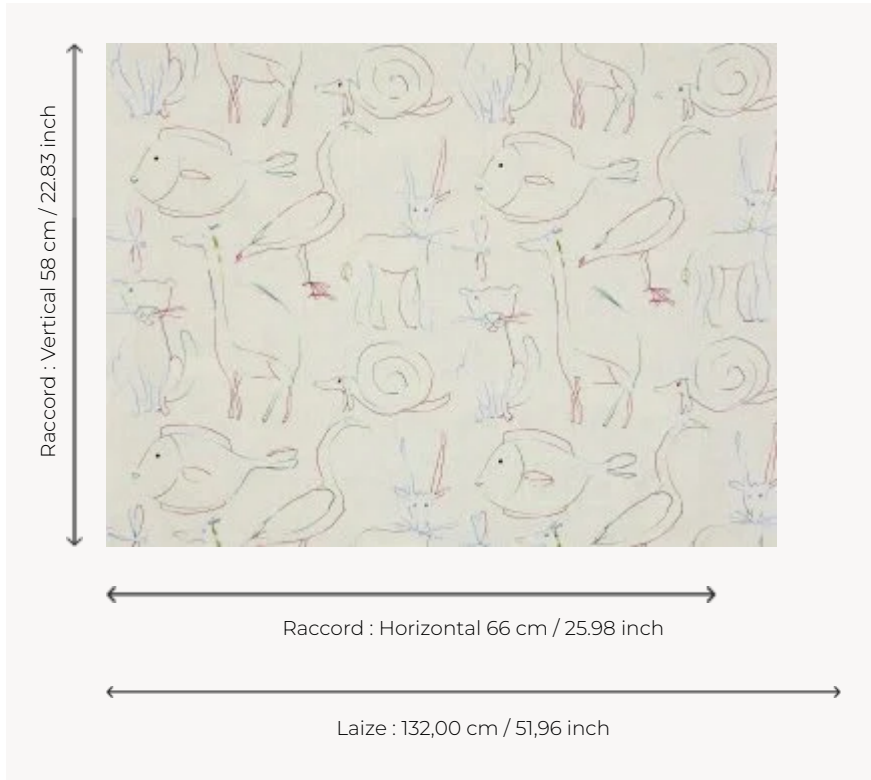 Raccord : Vertical 58 cm / 22.83 inch
Raccord : Horizontal 66 cm / 25.98 inch
Laize : 132,00 cm / 51,96 inch